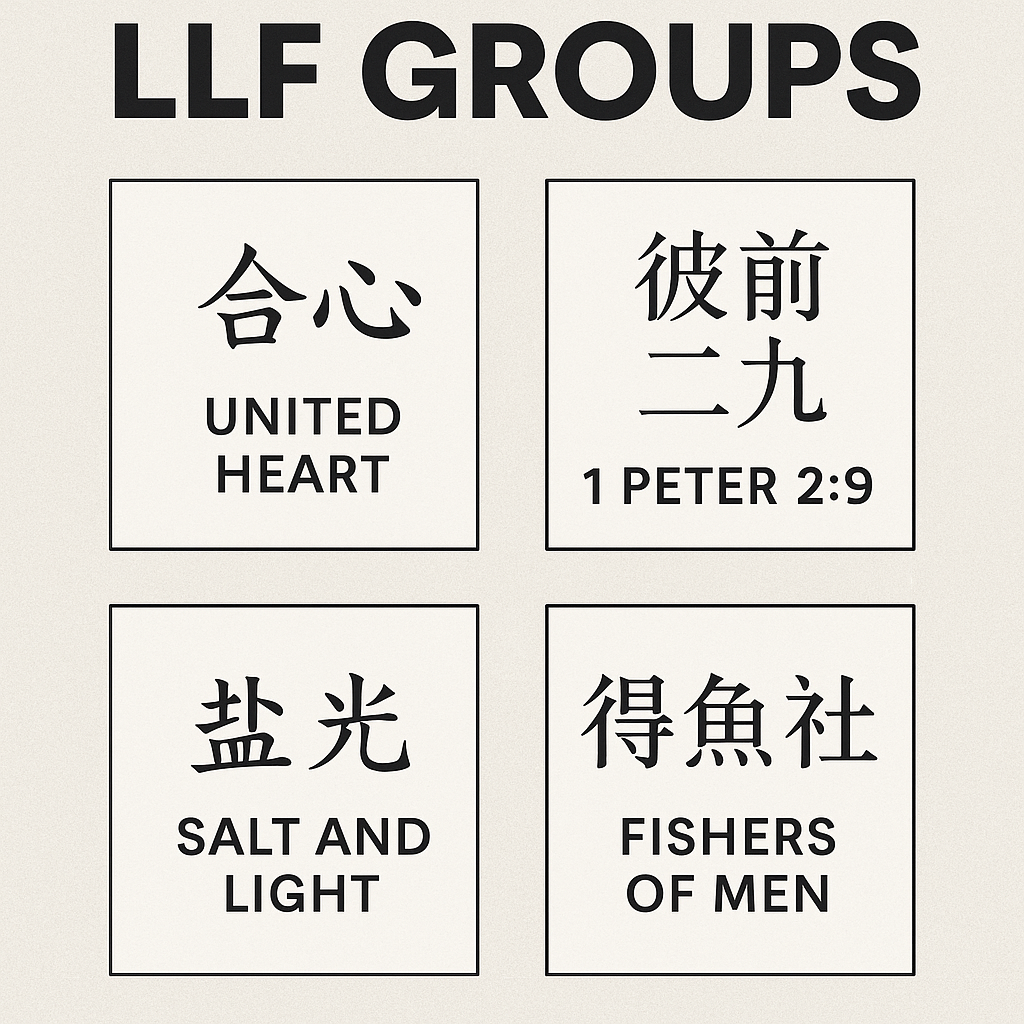 LLF GROUPS
合心
UNITED
HEART
彼前
二九
1 PETER 2:9
盐光
SALT AND
LIGHT
得魚社
FISHERS
OF MEN